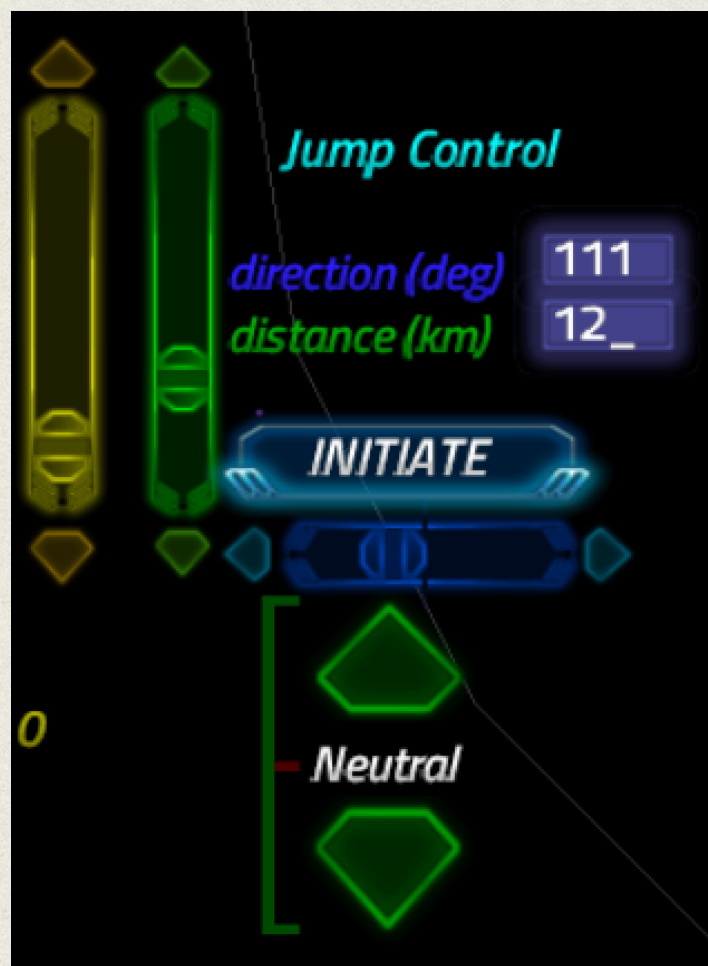 Jump Control
direction (deg) 111
distance (km) 12_
INITIATE
0
Neutral